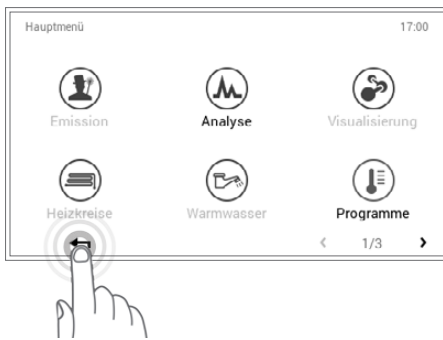 Hauptmenü 17:00
Emission Analyse Visualisierung
Heizkreise Warmwasser Programme
< 1/3 >